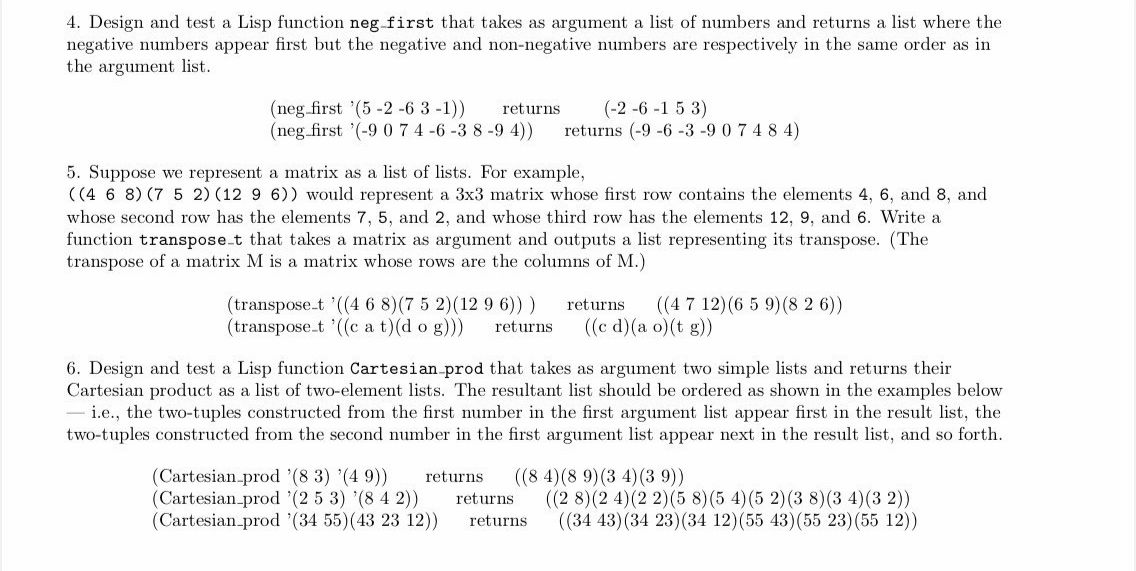 4. Design and test a Lisp function neg_first that takes as argument a list of numbers and returns a list where the
negative numbers appear first but the negative and non-negative numbers are respectively in the same order as in
the argument list.
(neg_first '(5 -2 -6 3 -1)) returns (-2 -6 -1 5 3)
(neg_first '(-9 0 7 4 -6 -3 8 -9 4)) returns (-9 -6 -3 -9 0 7 4 8 4)
5. Suppose we represent a matrix as a list of lists. For example,
((4 6 8)(7 5 2)(12 9 6)) would represent a 3x3 matrix whose first row contains the elements 4, 6, and 8, and
whose second row has the elements 7, 5, and 2, and whose third row has the elements 12, 9, and 6. Write a
function transpose_t that takes a matrix as argument and outputs a list representing its transpose. (The
transpose of a matrix M is a matrix whose rows are the columns of M.)
(transpose_t '((4 6 8)(7 5 2)(12 9 6)) ) returns ((4 7 12)(6 5 9)(8 2 6))
(transpose_t '((c a t)(d o g))) returns ((c d)(a o)(t g))
6. Design and test a Lisp function Cartesian_prod that takes as argument two simple lists and returns their
Cartesian product as a list of two-element lists. The resultant list should be ordered as shown in the examples below
— i.e., the two-tuples constructed from the first number in the first argument list appear first in the result list, the
two-tuples constructed from the second number in the first argument list appear next in the result list, and so forth.
(Cartesian_prod '(8 3) '(4 9)) returns ((8 4)(8 9)(3 4)(3 9))
(Cartesian_prod '(2 5 3) '(8 4 2)) returns ((2 8)(2 4)(2 2)(5 8)(5 4)(5 2)(3 8)(3 4)(3 2))
(Cartesian_prod '(34 55)(43 23 12)) returns ((34 43)(34 23)(34 12)(55 43)(55 23)(55 12))